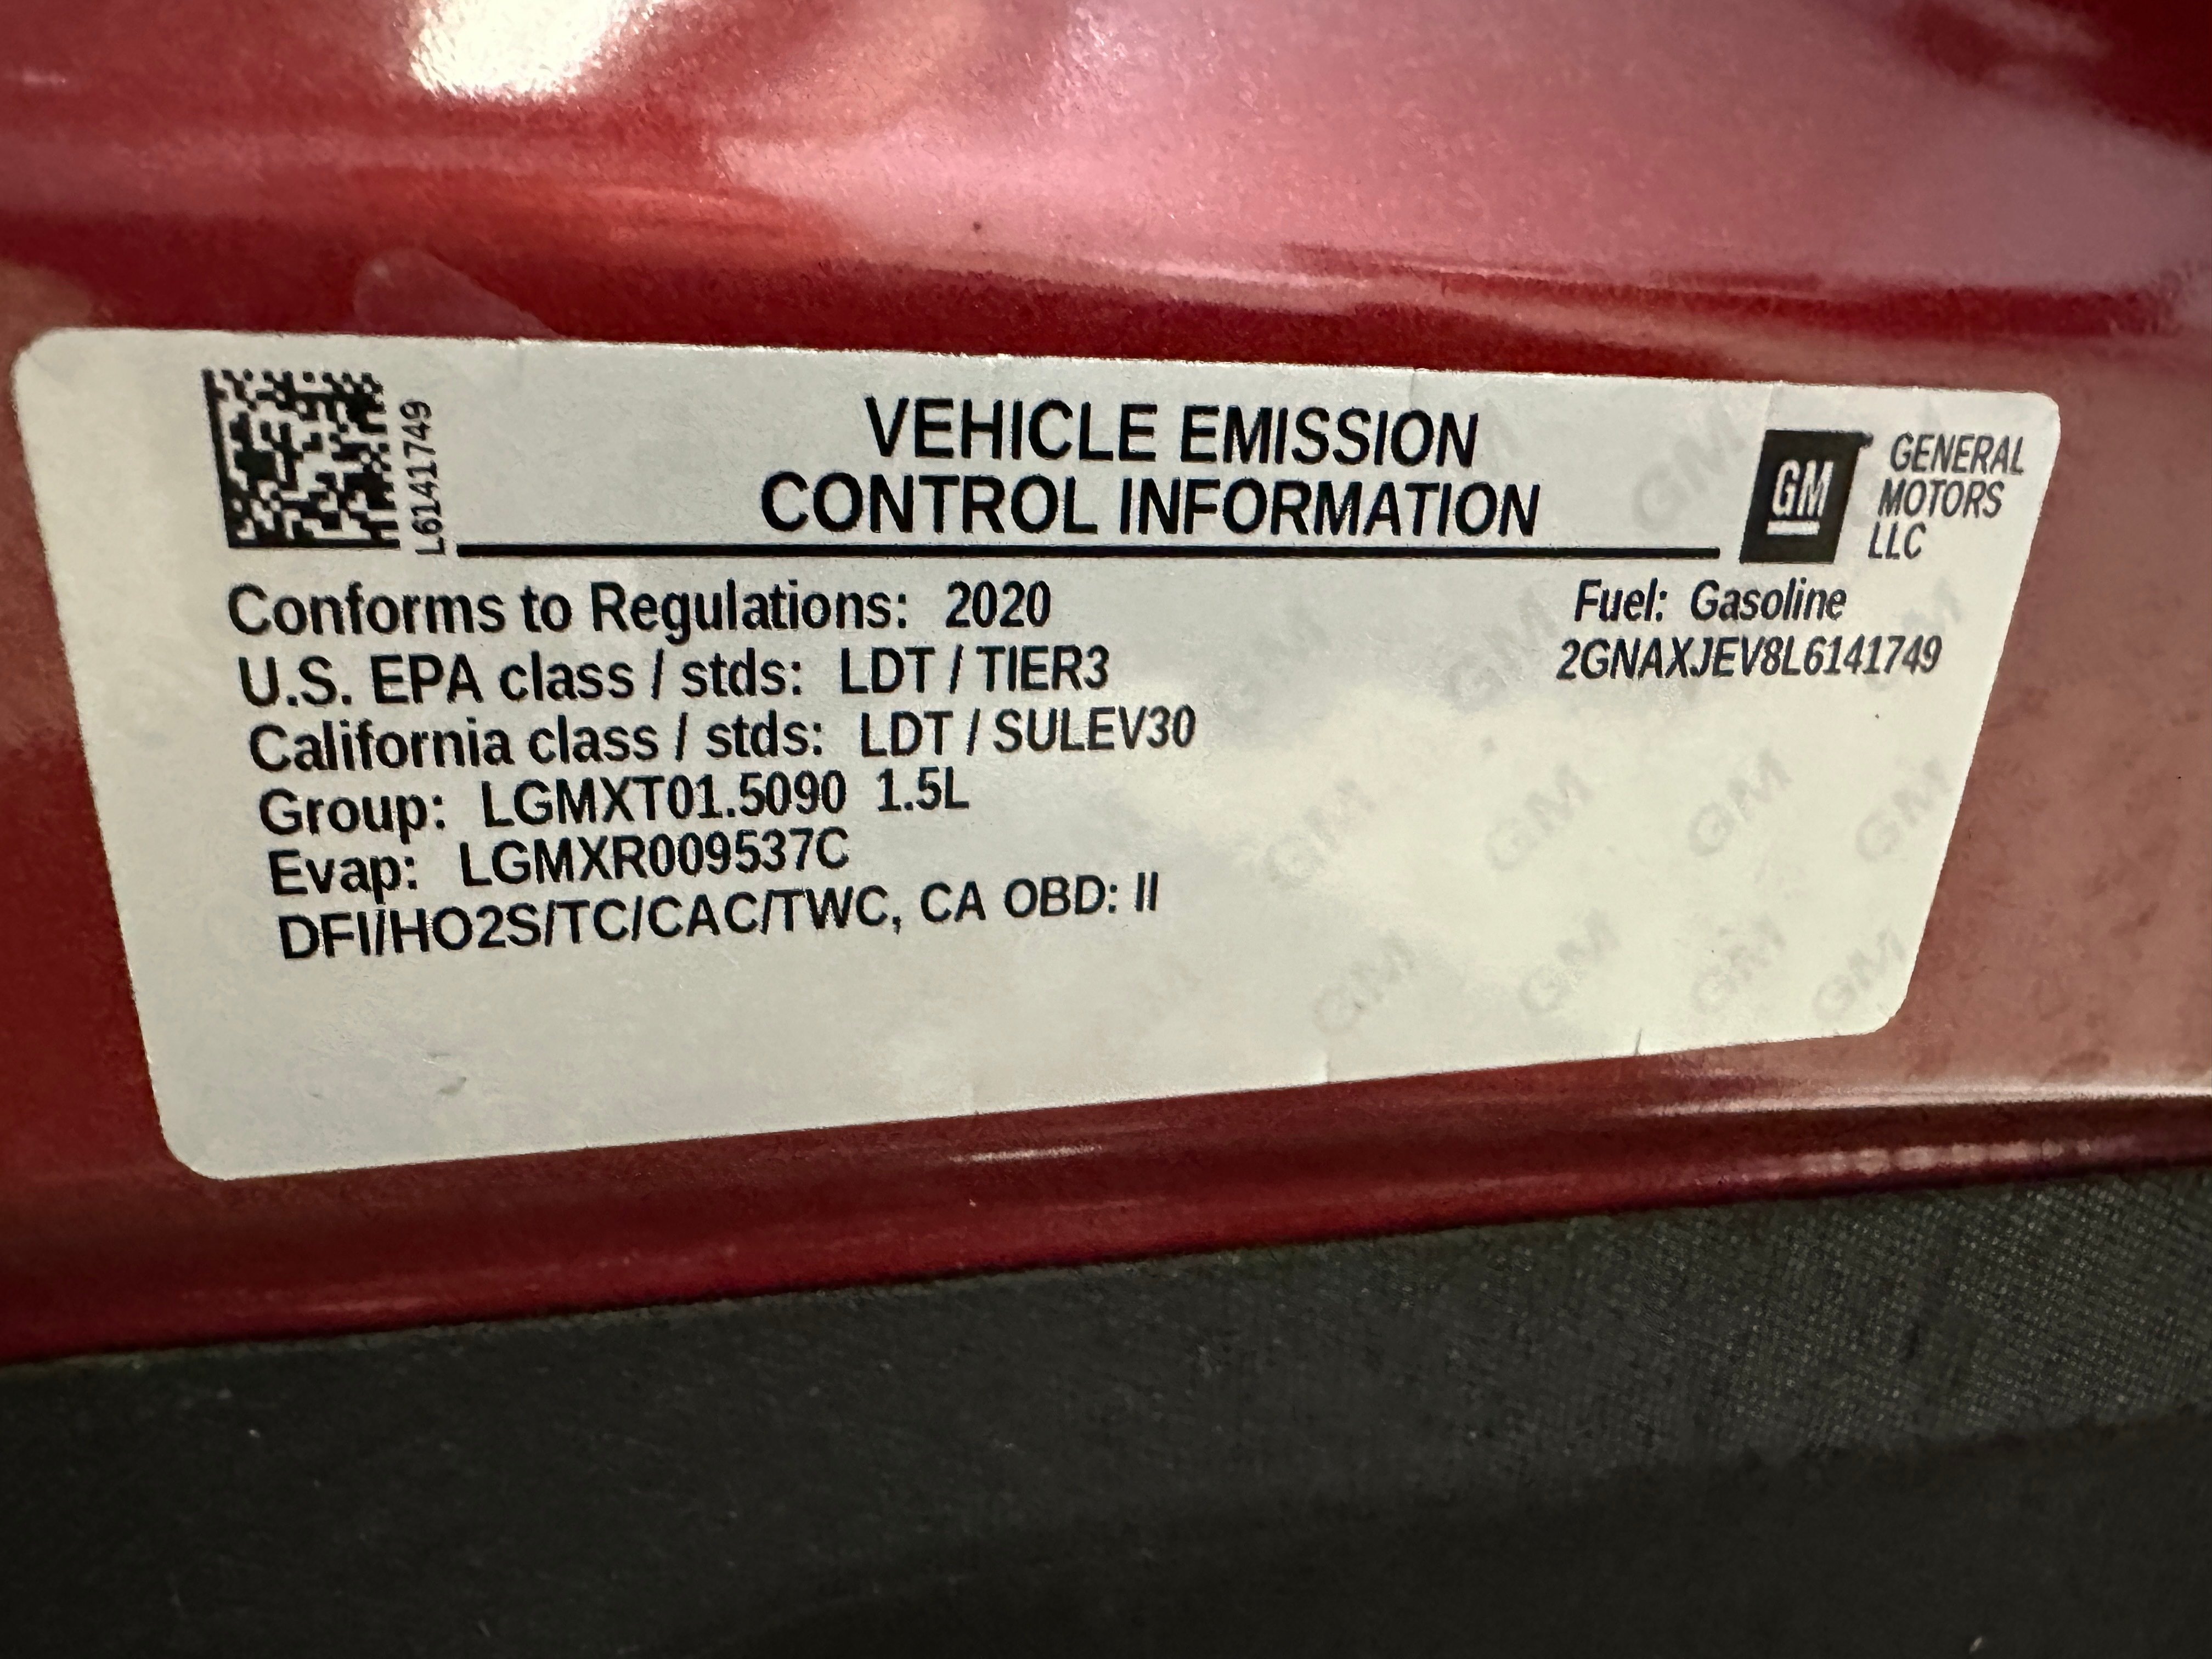 L6141749
VEHICLE EMISSION
CONTROL INFORMATION
GM
GENERAL
MOTORS
LLC
Conforms to Regulations: 2020
Fuel: Gasoline
U.S. EPA class / stds: LDT / TIER3
2GNAXJEV8L6141749
California class / stds: LDT / SULEV30
Group: LGMXT01.5090 1.5L
Evap: LGMXR009537C
DFI/HO2S/TC/CAC/TWC, CA OBD: II